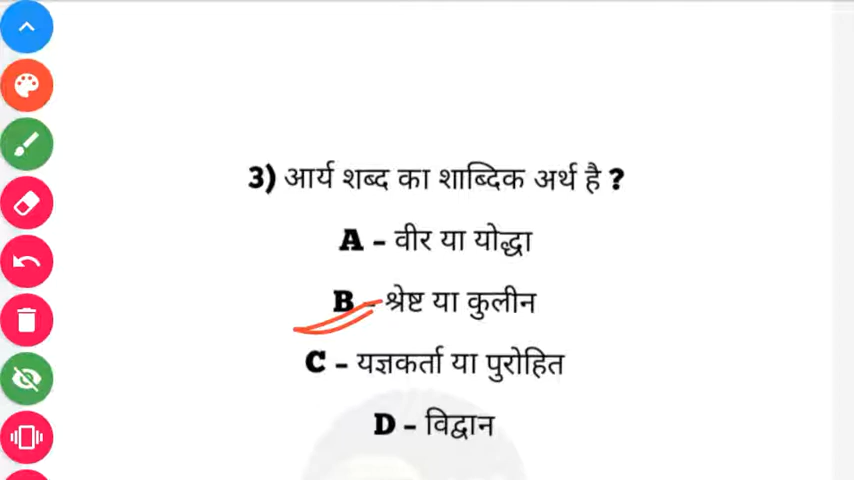 3) आर्य शब्द का शाब्दिक अर्थ है ?
A - वीर या योद्धा
B - श्रेष्ट या कुलीन
C - यज्ञकर्ता या पुरोहित
D - विद्वान